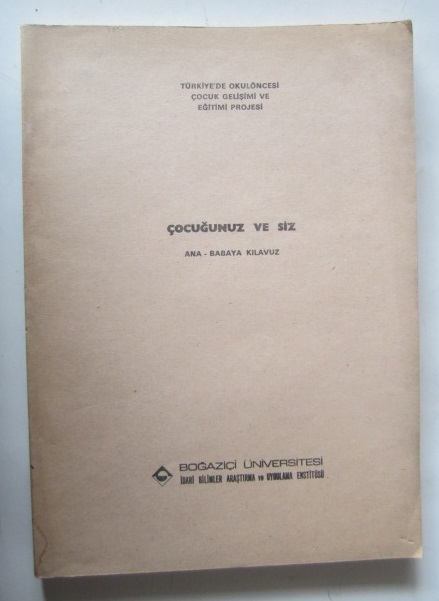 TÜRKİYE'DE OKULÖNCESİ
ÇOCUK GELİŞİMİ VE
EĞİTİMİ PROJESİ
ÇOCUĞUNUZ VE SİZ
ANA - BABAYA KILAVUZ
BOĞAZİÇİ ÜNİVERSİTESİ
İDARİ BİLİMLER ARAŞTIRMA ve UYGULAMA ENSTİTÜSÜ